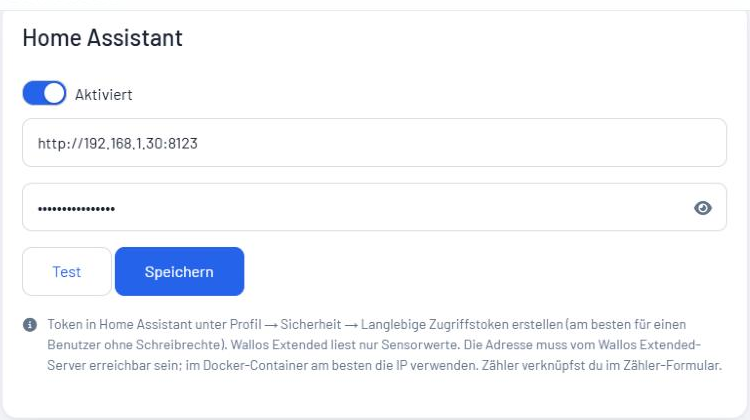 Home Assistant
Aktiviert
http://192.168.1.30:8123
••••••••••••••••
Test
Speichern
Token in Home Assistant unter Profil → Sicherheit → Langlebige Zugriffstoken erstellen (am besten für einen
Benutzer ohne Schreibrechte). Wallos Extended liest nur Sensorwerte. Die Adresse muss vom Wallos Extended-
Server erreichbar sein; im Docker-Container am besten die IP verwenden. Zähler verknüpfst du im Zähler-Formular.